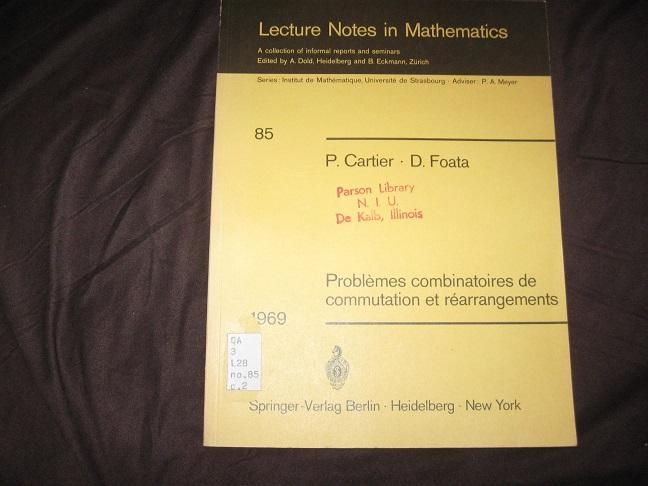 Lecture Notes in Mathematics
A collection of informal reports and seminars
Edited by A. Dold, Heidelberg and B. Eckmann, Zürich
Series: Institut de Mathématique, Université de Strasbourg · Adviser: P. A. Meyer
85
P. Cartier · D. Foata
Parson Library
N. I. U.
De Kalb, Illinois
Problèmes combinatoires de
commutation et réarrangements
1969
QA
3
L28
no.85
c.2
Springer-Verlag Berlin · Heidelberg · New York